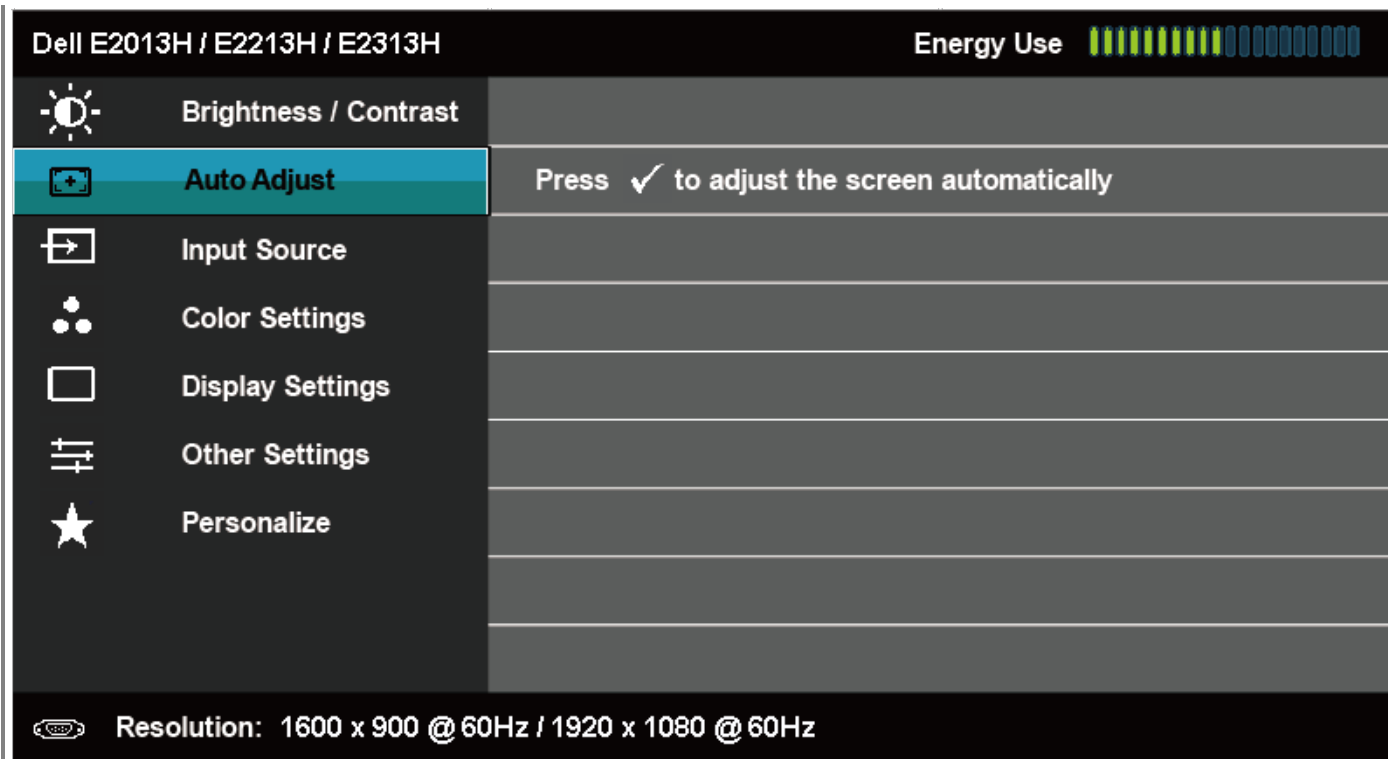 Dell E2013H / E2213H / E2313H Energy Use
Brightness / Contrast
Auto Adjust Press ✓ to adjust the screen automatically
Input Source
Color Settings
Display Settings
Other Settings
Personalize
Resolution: 1600 x 900 @ 60Hz / 1920 x 1080 @ 60Hz